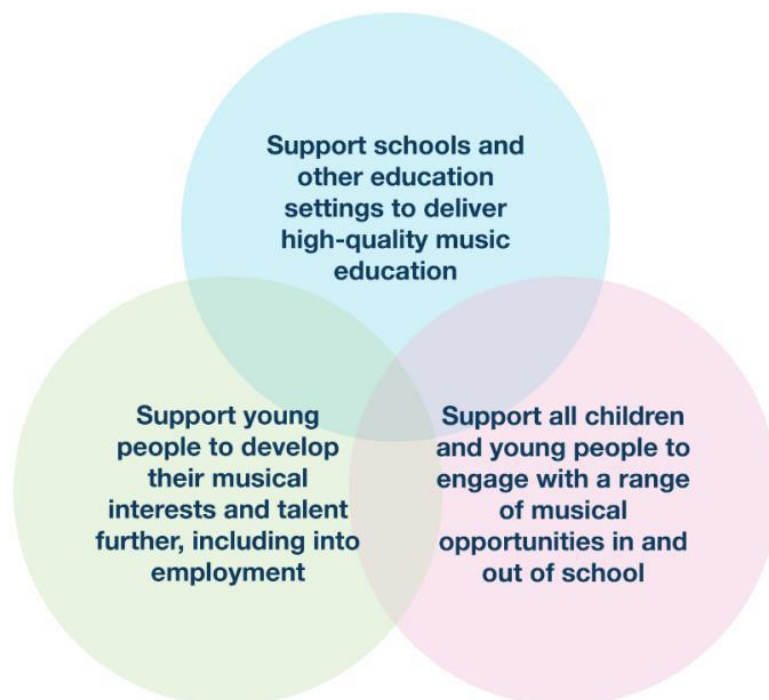 Support schools and
other education
settings to deliver
high-quality music
education
Support young
people to develop
their musical
interests and talent
further, including into
employment
Support all children
and young people to
engage with a range
of musical
opportunities in and
out of school